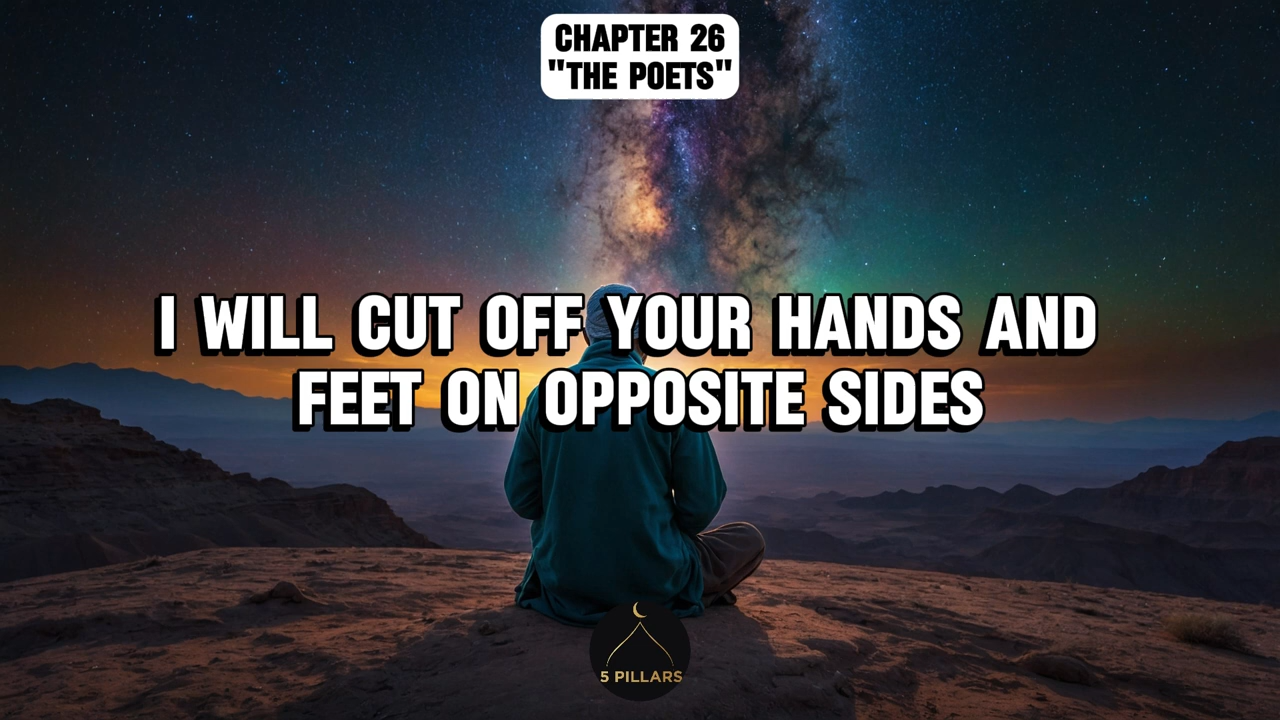 CHAPTER 26
"THE POETS"
I WILL CUT OFF YOUR HANDS AND
FEET ON OPPOSITE SIDES
5 PILLARS